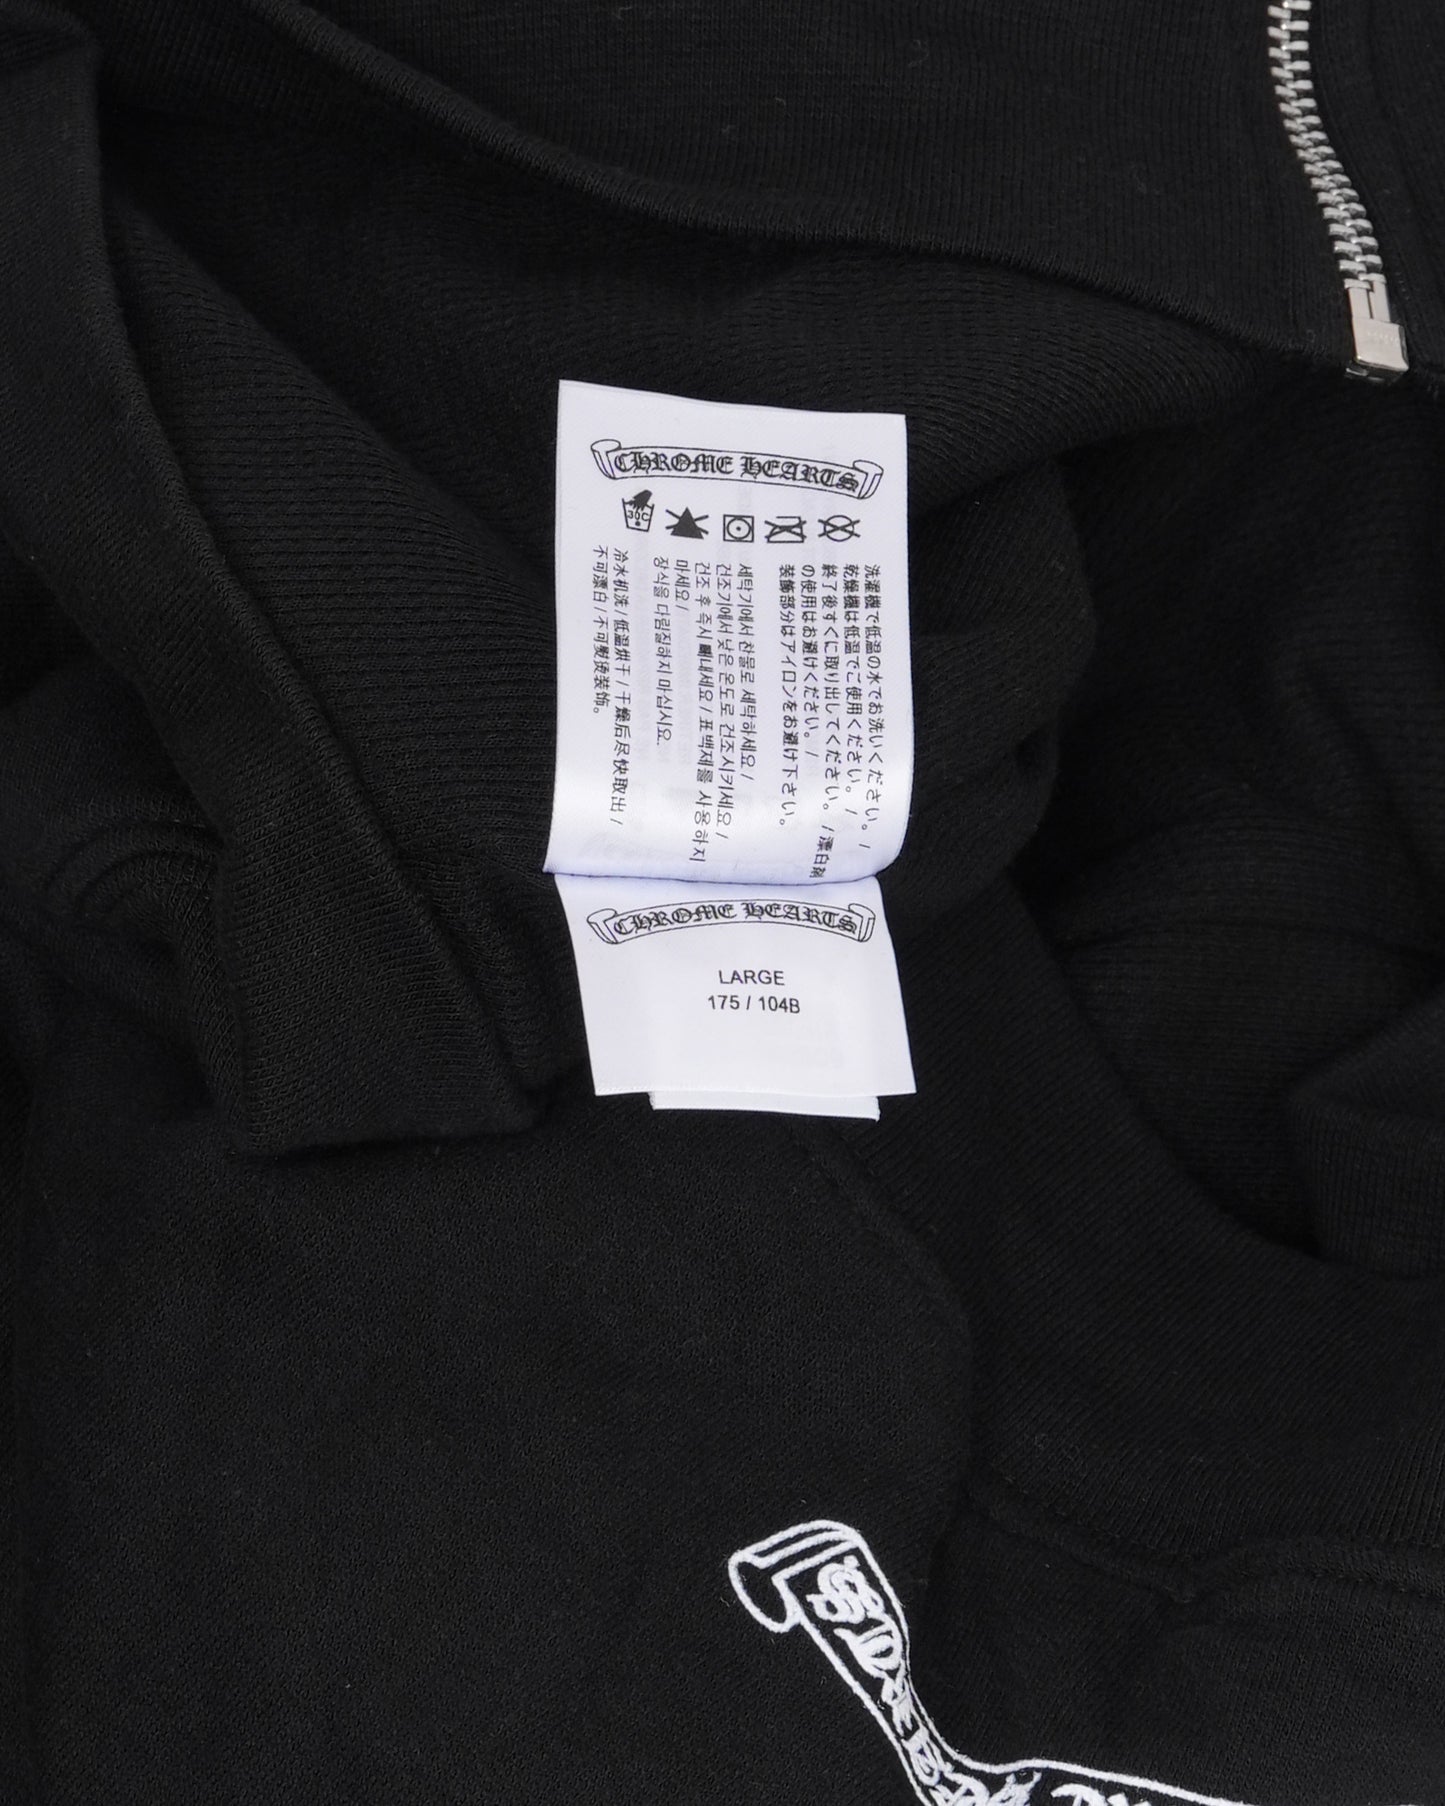 CHROME HEARTS
30C
洗濯機で低温の水でお洗いください。/
乾燥機は低温でご使用ください。/
終了後すぐに取り出してください。/漂白剤
の使用はお避けください。/
装飾部分はアイロンをお避け下さい。
세탁기에서 찬물로 세탁하세요 /
건조기에서 낮은 온도로 건조시키세요 /
건조 후 즉시 빼내세요 / 표백제를 사용하지
마세요 /
장식을 다림질하지 마십시요.
冷水机洗 / 低温烘干 / 干燥后尽快取出 /
不可漂白 / 不可熨烫装饰。
CHROME HEARTS
LARGE
175 / 104B